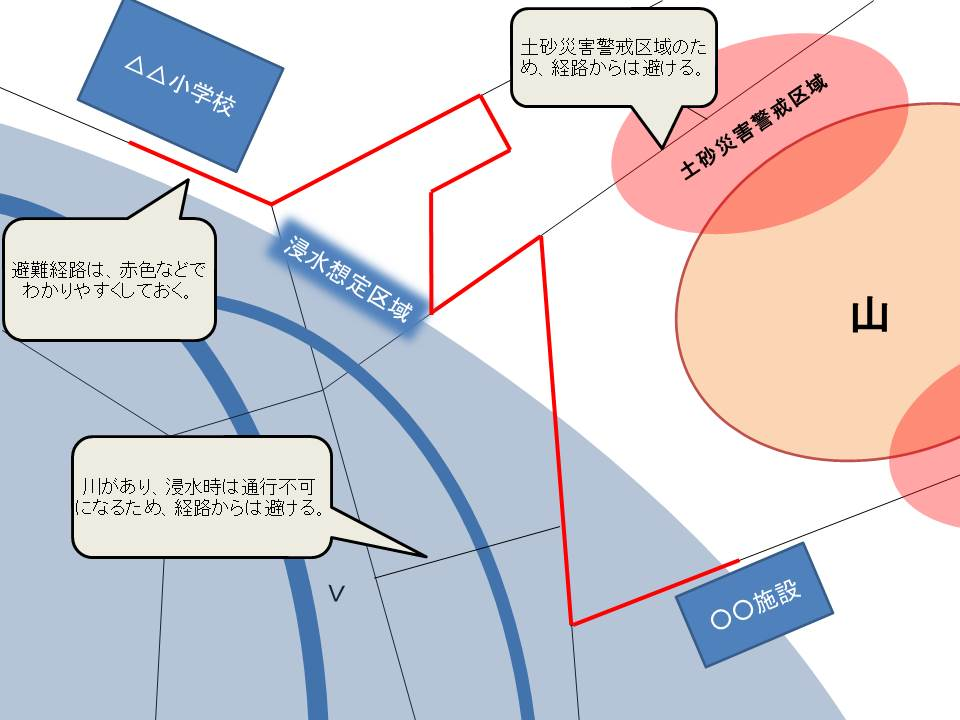 △△小学校
土砂災害警戒区域のた
め、経路からは避ける。
土砂災害警戒区域
避難経路は、赤色などで
わかりやすくしておく。
浸水想定区域
山
川があり、浸水時は通行不可
になるため、経路からは避ける。
V
〇〇施設